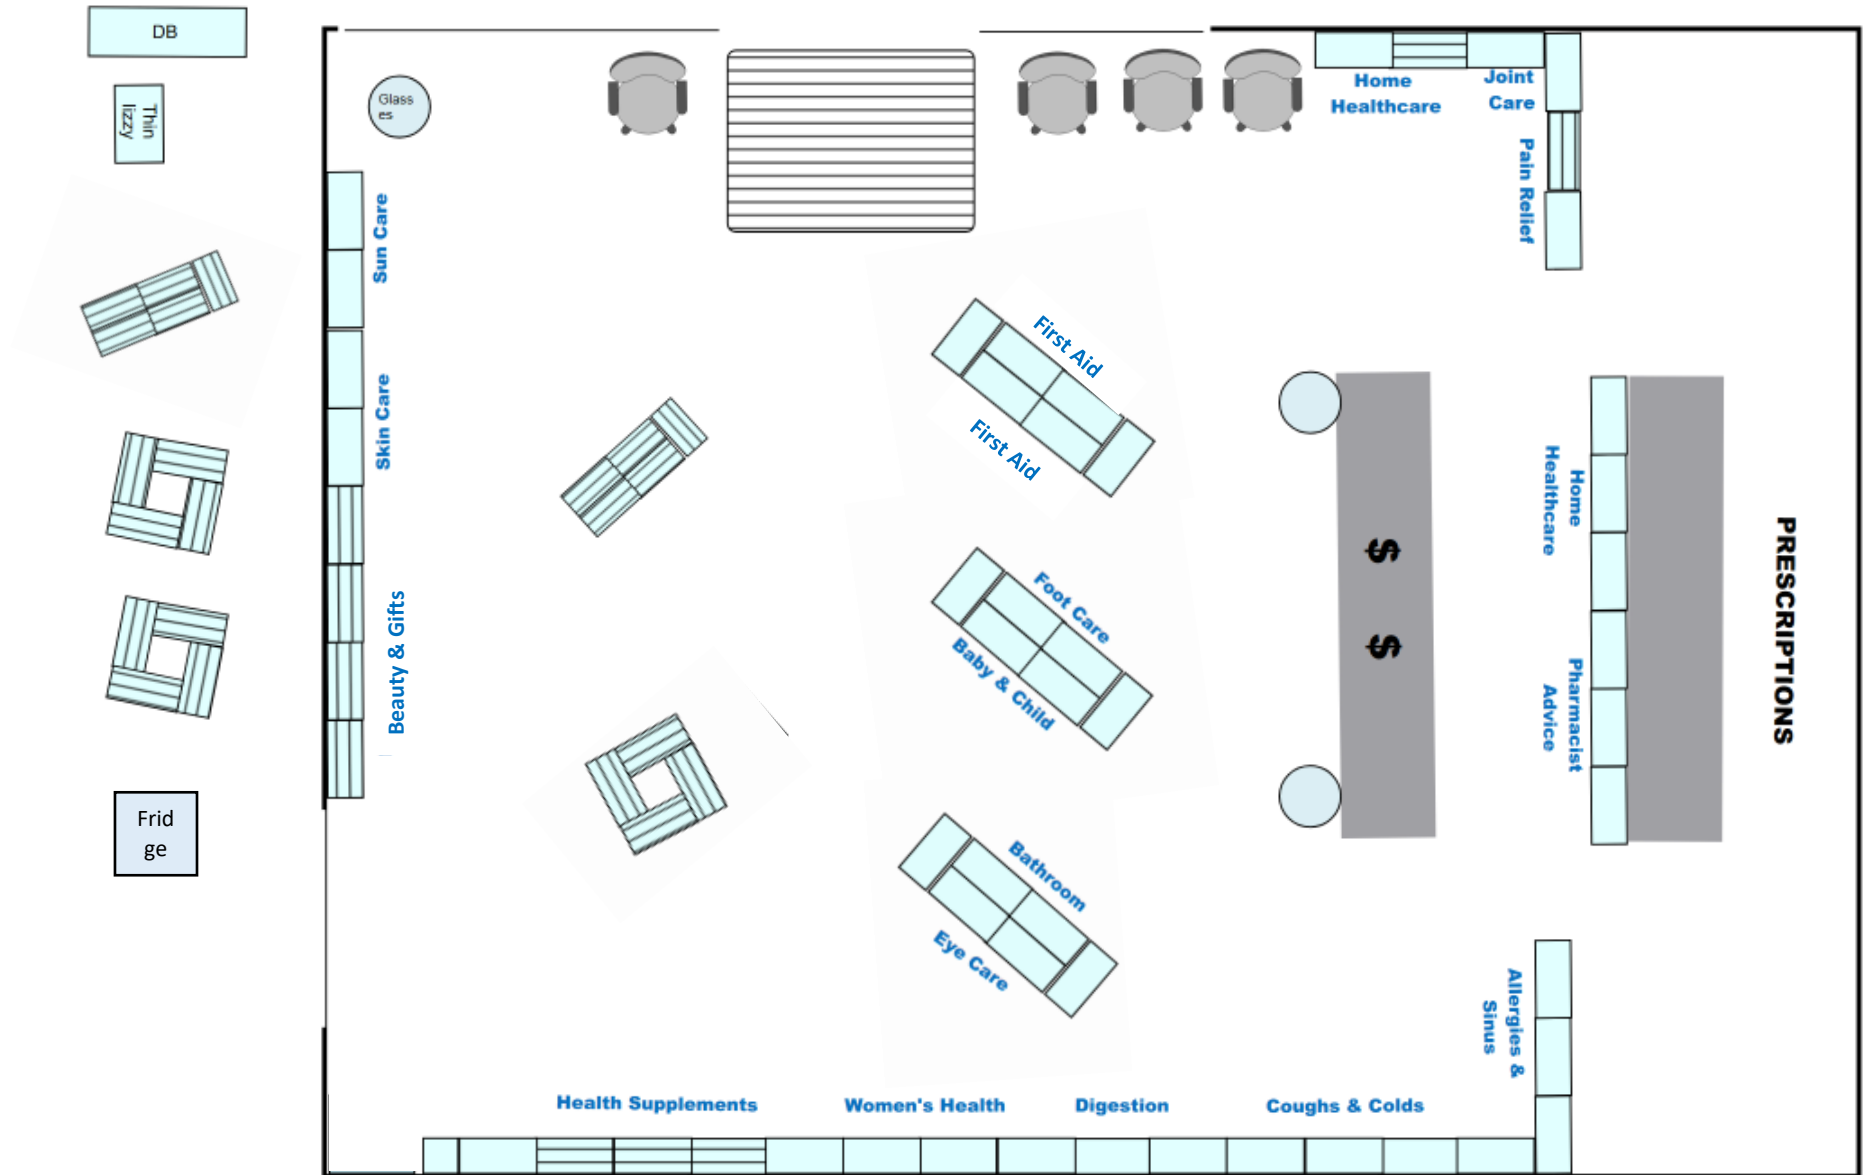 DB
Thin
lizzy
Glass
es
Home
Healthcare
Joint
Care
Pain Relief
Sun Care
Skin Care
Beauty & Gifts
First Aid
First Aid
Foot Care
Baby & Child
Bathroom
Eye Care
$
$
Home
Healthcare
Pharmacist
Advice
PRESCRIPTIONS
Frid
ge
Allergies &
Sinus
Health Supplements
Women's Health
Digestion
Coughs & Colds